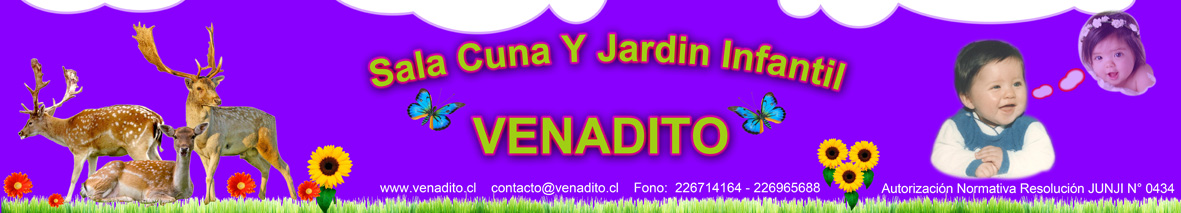 Sala Cuna Y Jardin Infantil
VENADITO
www.venadito.cl contacto@venadito.cl Fono: 226714164 - 226965688
Autorización Normativa Resolución JUNJI N° 0434